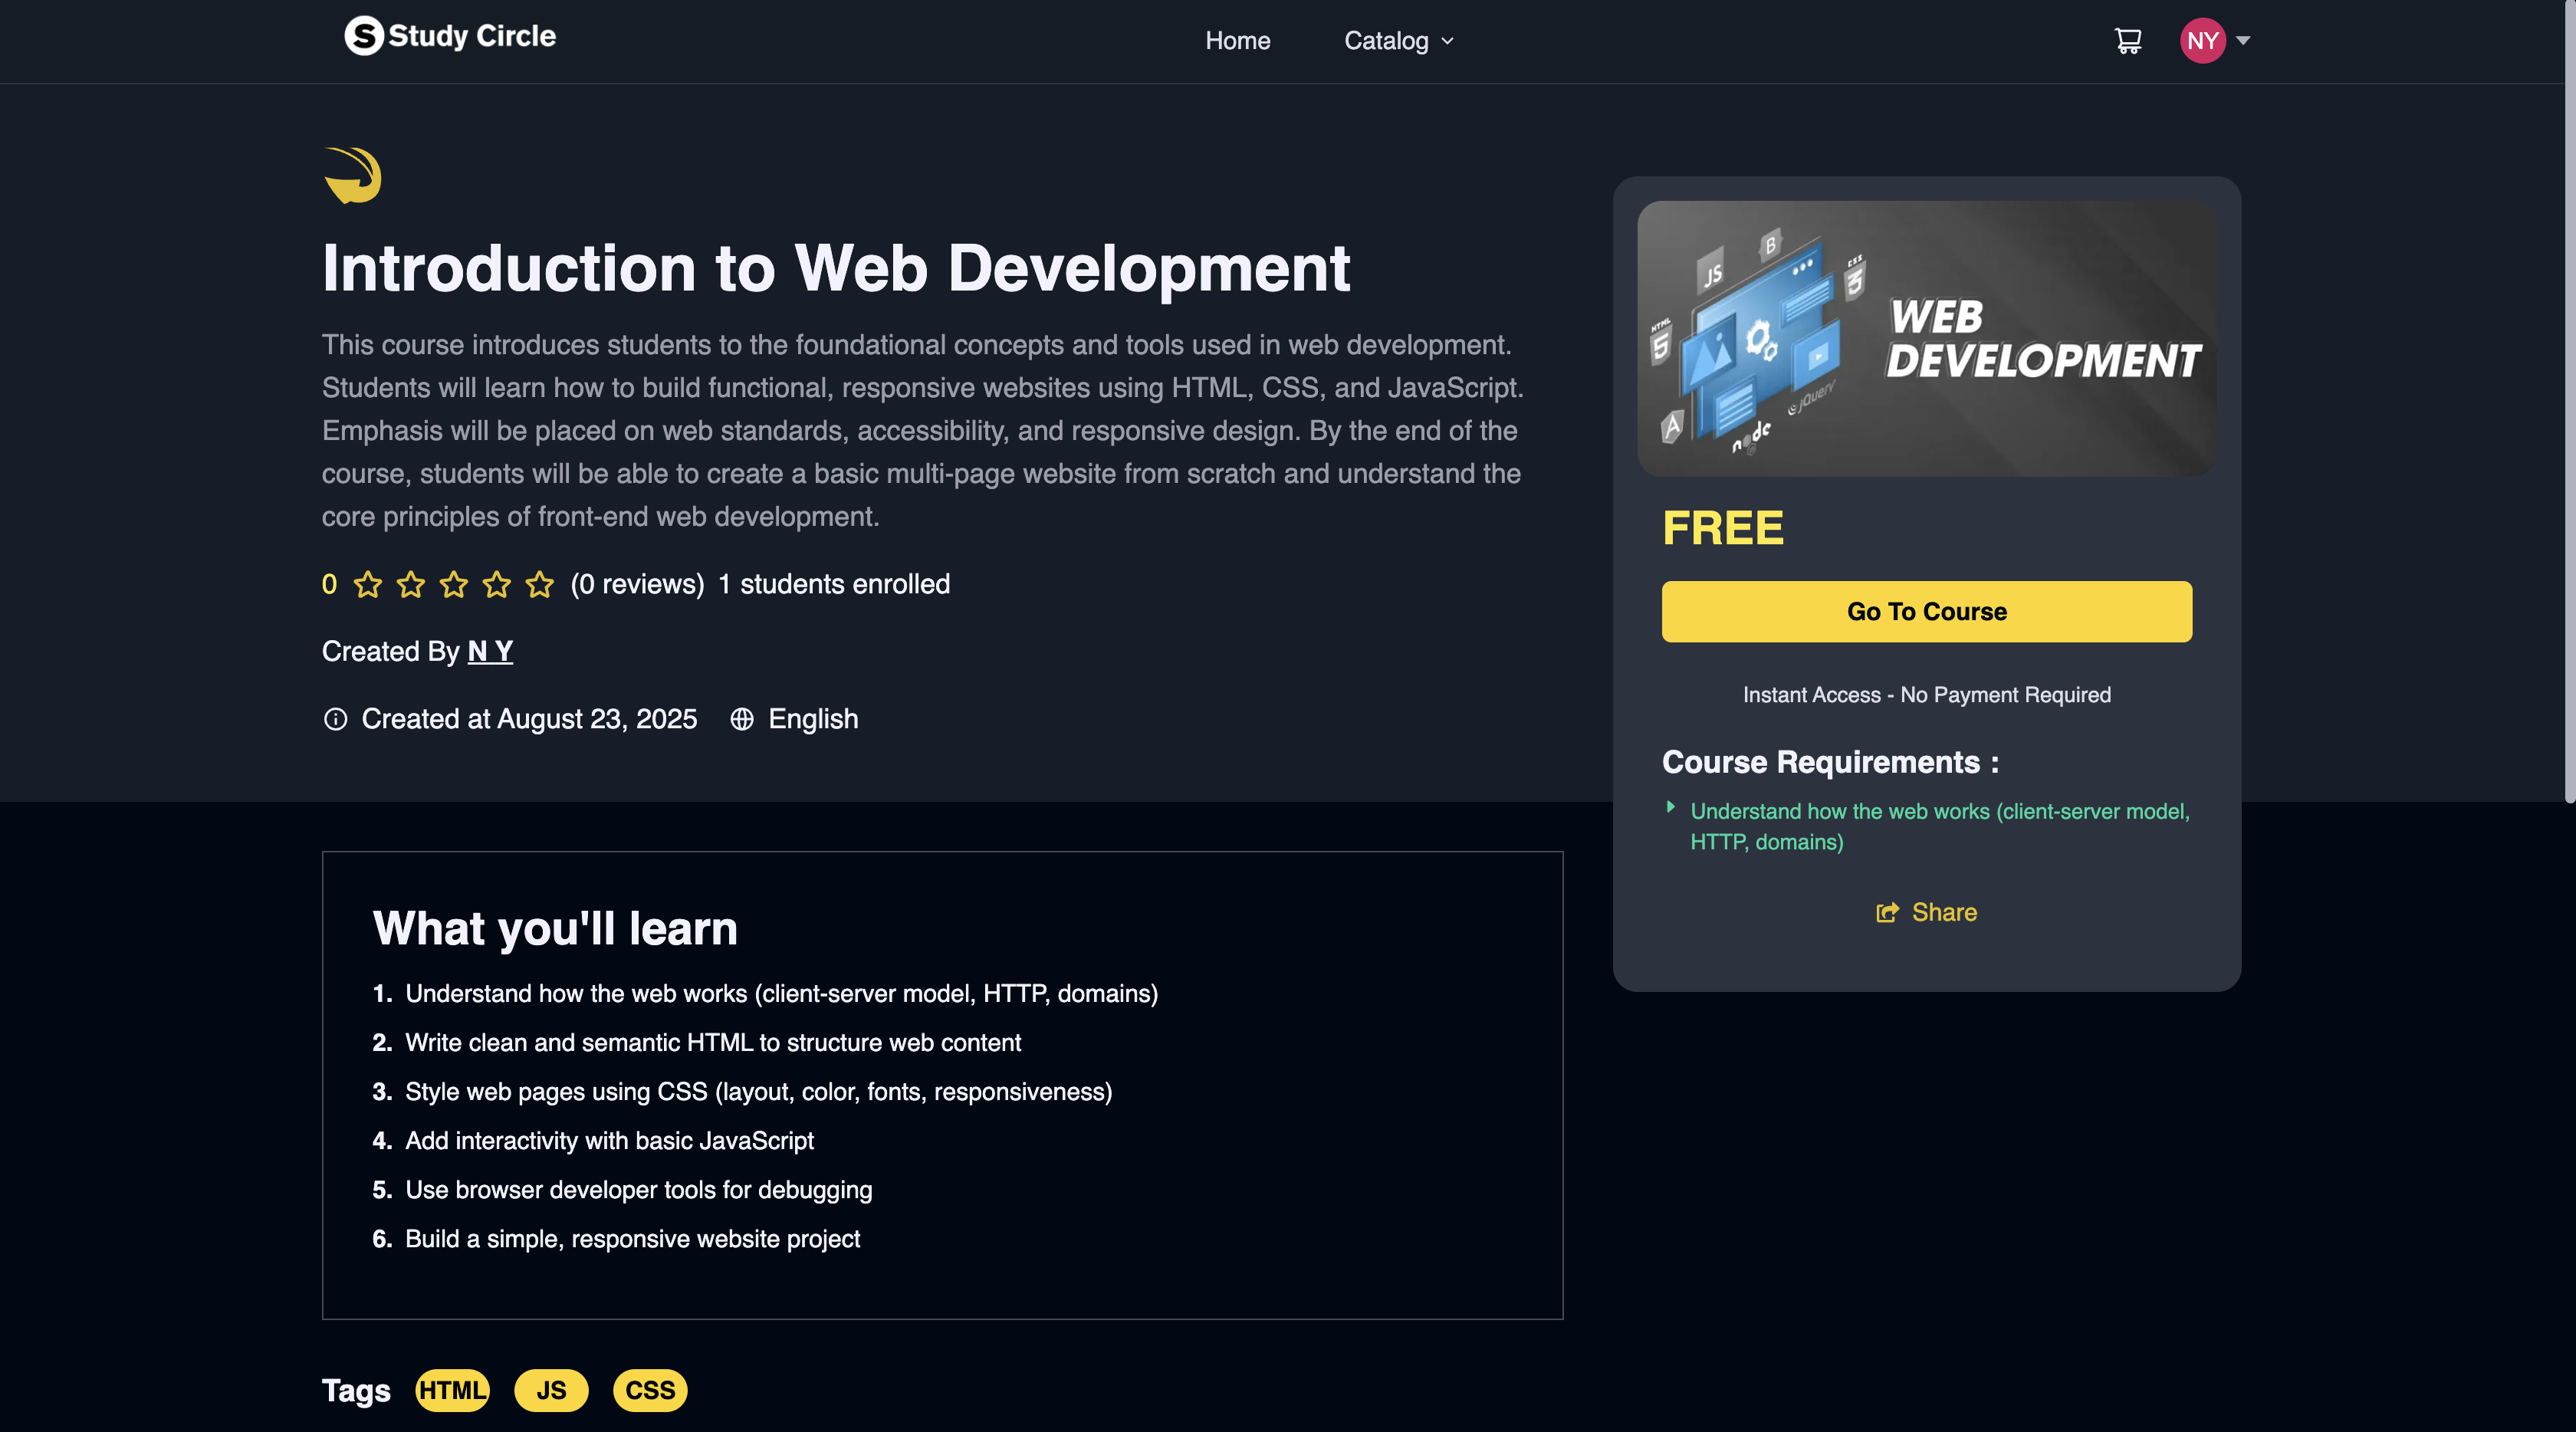 S Study Circle
Home
Catalog
NY
Introduction to Web Development
This course introduces students to the foundational concepts and tools used in web development.
Students will learn how to build functional, responsive websites using HTML, CSS, and JavaScript.
Emphasis will be placed on web standards, accessibility, and responsive design. By the end of the
course, students will be able to create a basic multi-page website from scratch and understand the
core principles of front-end web development.
0 (0 reviews) 1 students enrolled
Created By N Y
Created at August 23, 2025 English
B
JS
CSS
3
HTML
5
WEB
DEVELOPMENT
jQuery
A
node
FREE
Go To Course
Instant Access - No Payment Required
Course Requirements :
Understand how the web works (client-server model,
HTTP, domains)
Share
What you'll learn
1. Understand how the web works (client-server model, HTTP, domains)
2. Write clean and semantic HTML to structure web content
3. Style web pages using CSS (layout, color, fonts, responsiveness)
4. Add interactivity with basic JavaScript
5. Use browser developer tools for debugging
6. Build a simple, responsive website project
Tags HTML JS CSS